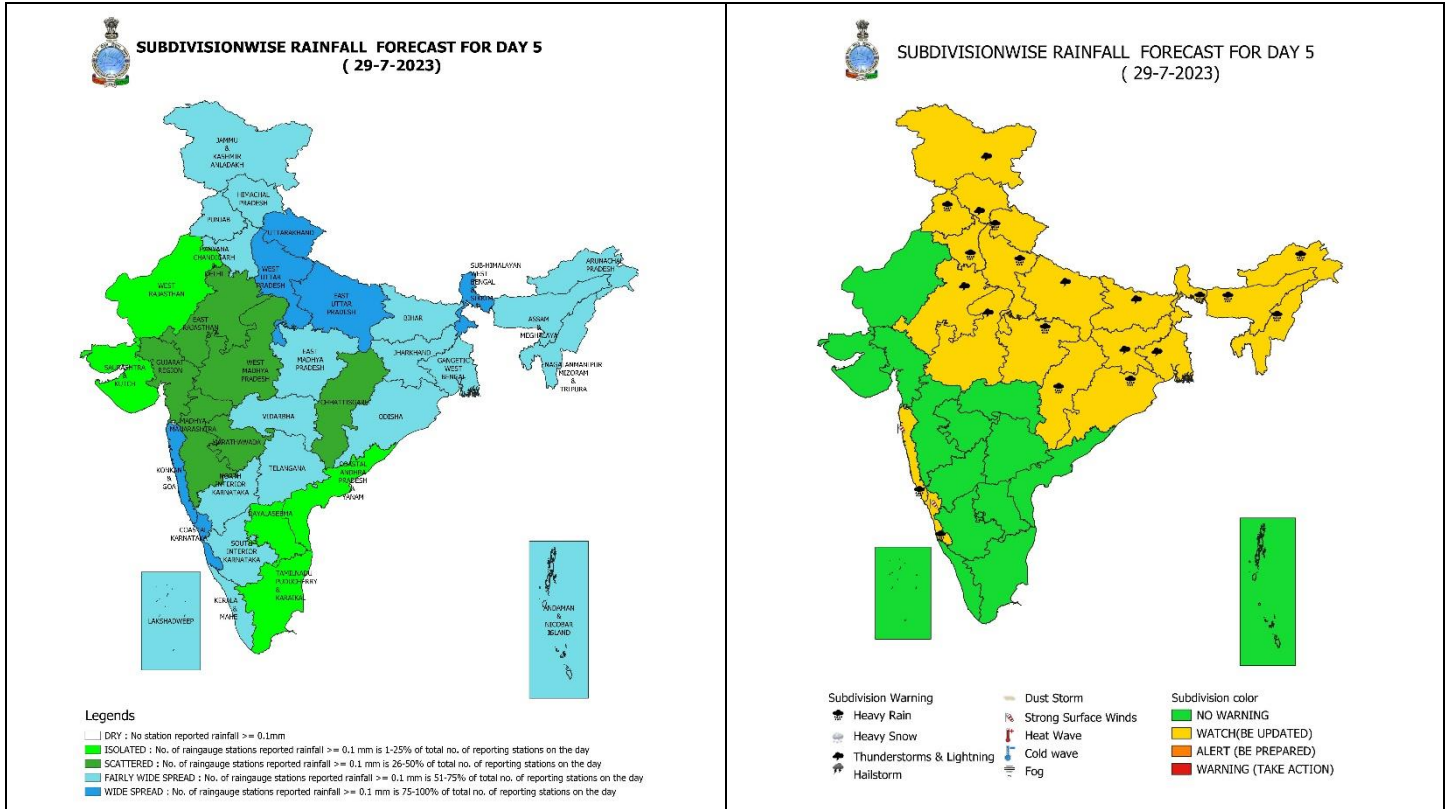 SUBDIVISIONWISE RAINFALL FORECAST FOR DAY 5
( 29-7-2023)
JAMMU
&
KASHMIR
ANLADAKH
HIMACHAL
PRADESH
PUNJAB
UTTARAKHAND
CHANDIGARH
&
DELHI
WEST
UTTAR
PRADESH
WEST
RAJASTHAN
EAST
RAJASTHAN
EAST
UTTAR
PRADESH
SUB-HIMALAYAN
WEST
BENGAL
&
ARUNACHAL
PRADESH
ASSAM
&
MEGHALAYA
BIHAR
JHARKHAND
GANGETIC
WEST
BENGAL
MIZORAM
&
TRIPURA
SAURASHTRA
KUTCH
GUJARAT
REGION
WEST
MADHYA
PRADESH
EAST
MADHYA
PRADESH
CHHATTISGARH
ODISHA
VIDARBHA
MADHYA
MAHARASHTRA
MARATHAWADA
KONKAN
&
GOA
TELANGANA
NORTH
INTERIOR
KARNATAKA
COASTAL
ANDHRA
PRADESH
&
YANAM
RAYALASEEMA
COASTAL
KARNATAKA
SOUTH
INTERIOR
KARNATAKA
TAMILNADU
PUDUCHERRY
&
KARAIKAL
KERALA
&
MAHE
LAKSHADWEEP
ANDAMAN
&
NICOBAR
ISLAND
Legends
DRY : No station reported rainfall >= 0.1mm
ISOLATED : No. of raingauge stations reported rainfall >= 0.1 mm is 1-25% of total no. of reporting stations on the day
SCATTERED : No. of raingauge stations reported rainfall >= 0.1 mm is 26-50% of total no. of reporting stations on the day
FAIRLY WIDE SPREAD : No. of raingauge stations reported rainfall >= 0.1 mm is 51-75% of total no. of reporting stations on the day
WIDE SPREAD : No. of raingauge stations reported rainfall >= 0.1 mm is 75-100% of total no. of reporting stations on the day
SUBDIVISIONWISE RAINFALL FORECAST FOR DAY 5
( 29-7-2023)
Subdivision Warning
Heavy Rain
Heavy Snow
Thunderstorms & Lightning
Hailstorm
Dust Storm
Strong Surface Winds
Heat Wave
Cold wave
Fog
Subdivision color
NO WARNING
WATCH(BE UPDATED)
ALERT (BE PREPARED)
WARNING (TAKE ACTION)